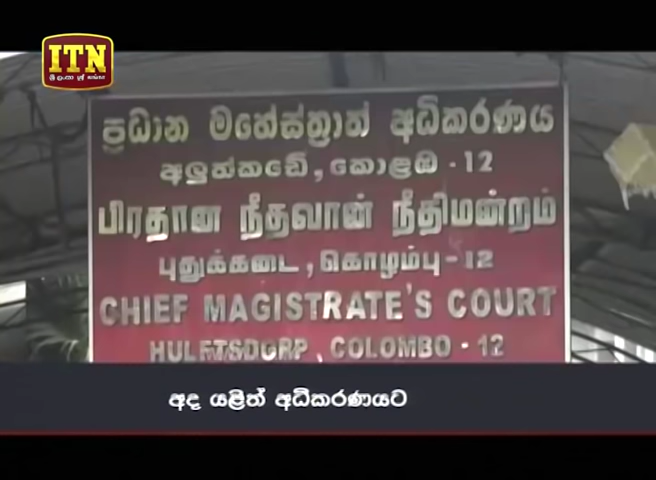 ITN
ශ්‍රී ලංකා ශ්‍රී සහය
ප්‍රධාන මහේස්ත්‍රාත් අධිකරණය
අලුත්කඩේ, කොළඹ - 12
பிரதான நீதவான் நீதிமன்றம்
புதுக்கடை, கொழும்பு - 12
CHIEF MAGISTRATE'S COURT
HULFTSDORP, COLOMBO - 12
අද යළිත් අධිකරණයට